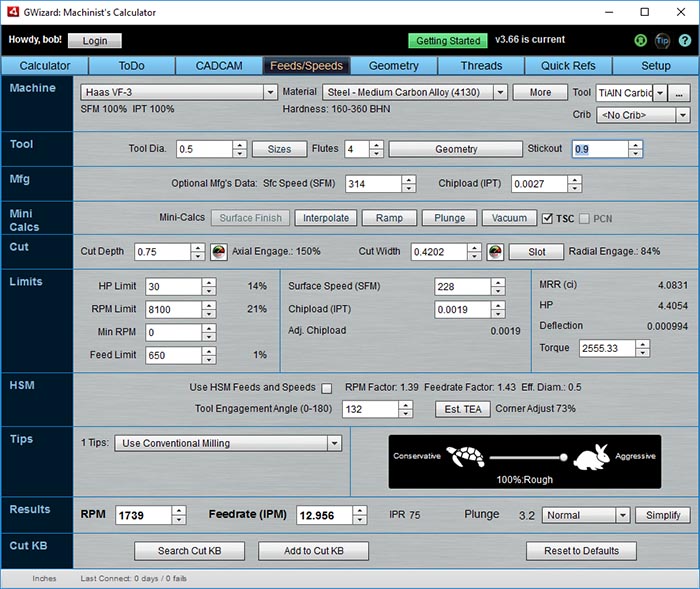 GWizard: Machinist's Calculator
Howdy, bob! Login Getting Started v3.66 is current Tip ?
Calculator ToDo CADCAM Feeds/Speeds Geometry Threads Quick Refs Setup
Machine Haas VF-3 Material Steel - Medium Carbon Alloy (4130) More Tool TiAlN Carbic ...
SFM 100% IPT 100% Hardness: 160-360 BHN Crib <No Crib>
Tool Tool Dia. 0.5 Sizes Flutes 4 Geometry Stickout 0.9
Mfg Optional Mfg's Data: Sfc Speed (SFM) 314 Chipload (IPT) 0.0027
Mini Calcs Mini-Calcs Surface Finish Interpolate Ramp Plunge Vacuum TSC PCN
Cut Cut Depth 0.75 Axial Engage.: 150% Cut Width 0.4202 Slot Radial Engage.: 84%
Limits HP Limit 30 14% Surface Speed (SFM) 228 MRR (ci) 4.0831
RPM Limit 8100 21% Chipload (IPT) 0.0019 HP 4.4054
Min RPM 0 Adj. Chipload 0.0019 Deflection 0.000994
Feed Limit 650 1% Torque 2555.33
HSM Use HSM Feeds and Speeds RPM Factor: 1.39 Feedrate Factor: 1.43 Eff. Diam.: 0.5
Tool Engagement Angle (0-180) 132 Est. TEA Corner Adjust 73%
Tips 1 Tips: Use Conventional Milling Conservative Aggressive
100%:Rough
Results RPM 1739 Feedrate (IPM) 12.956 IPR 75 Plunge 3.2 Normal Simplify
Cut KB Search Cut KB Add to Cut KB Reset to Defaults
Inches Last Connect: 0 days / 0 fails